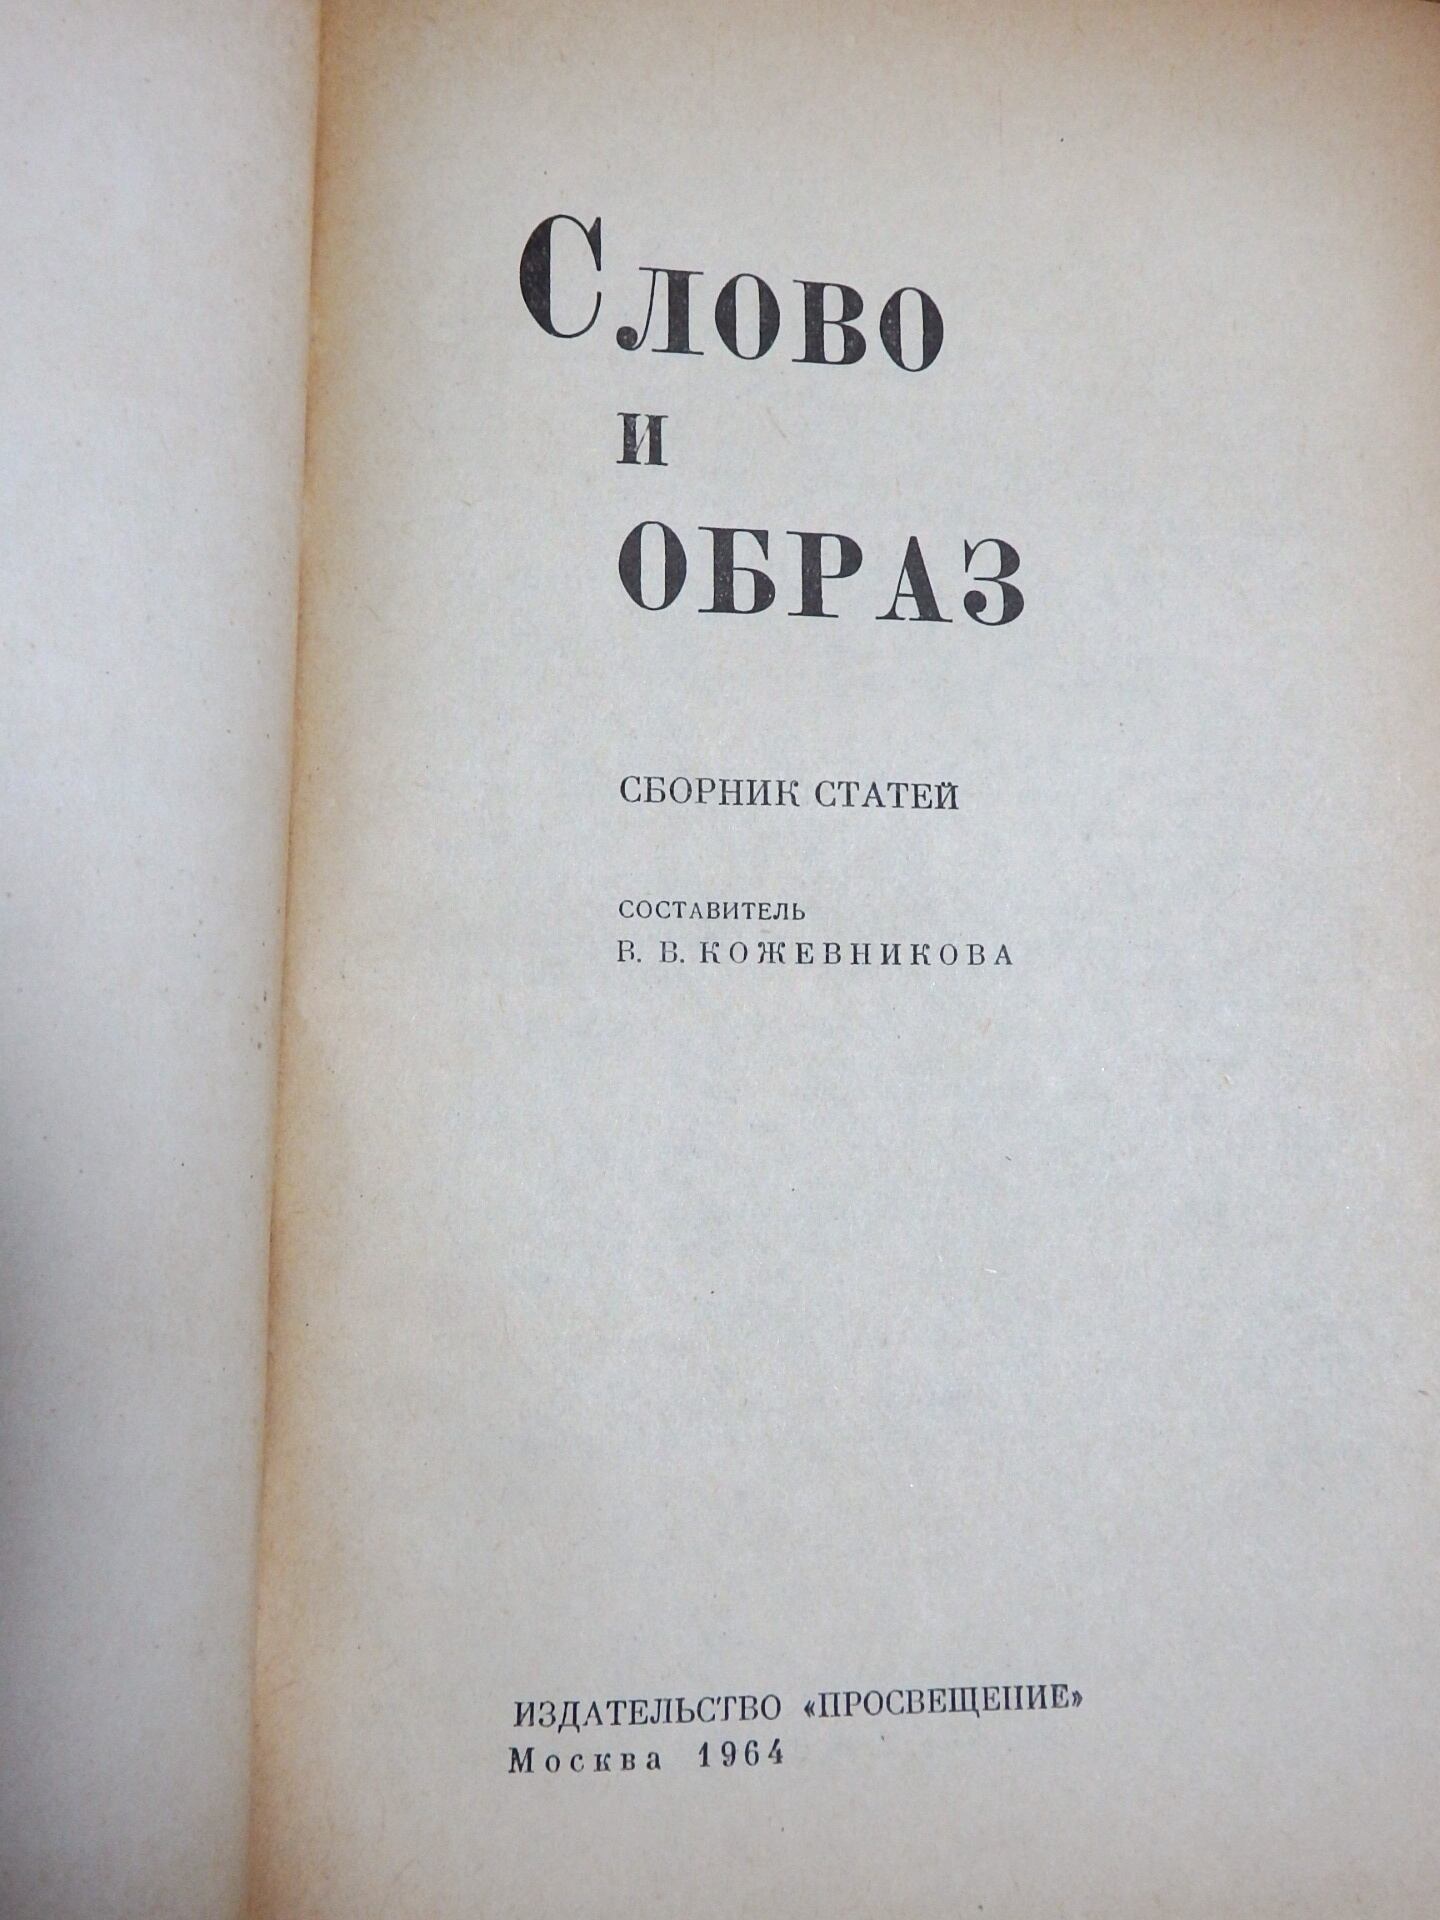 Слово
и
ОБРАЗ
СБОРНИК СТАТЕЙ
СОСТАВИТЕЛЬ
В. В. КОЖЕВНИКОВА
ИЗДАТЕЛЬСТВО «ПРОСВЕЩЕНИЕ»
Москва 1964